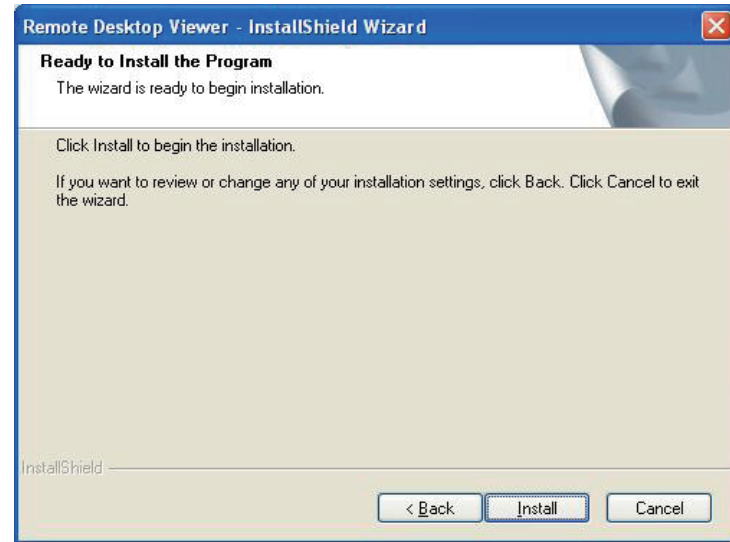 Remote Desktop Viewer - InstallShield Wizard
Ready to Install the Program
The wizard is ready to begin installation.
Click Install to begin the installation.
If you want to review or change any of your installation settings, click Back. Click Cancel to exit
the wizard.
InstallShield
< Back Install Cancel